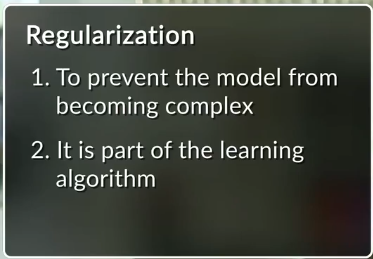 Regularization
1. To prevent the model from
becoming complex
2. It is part of the learning
algorithm